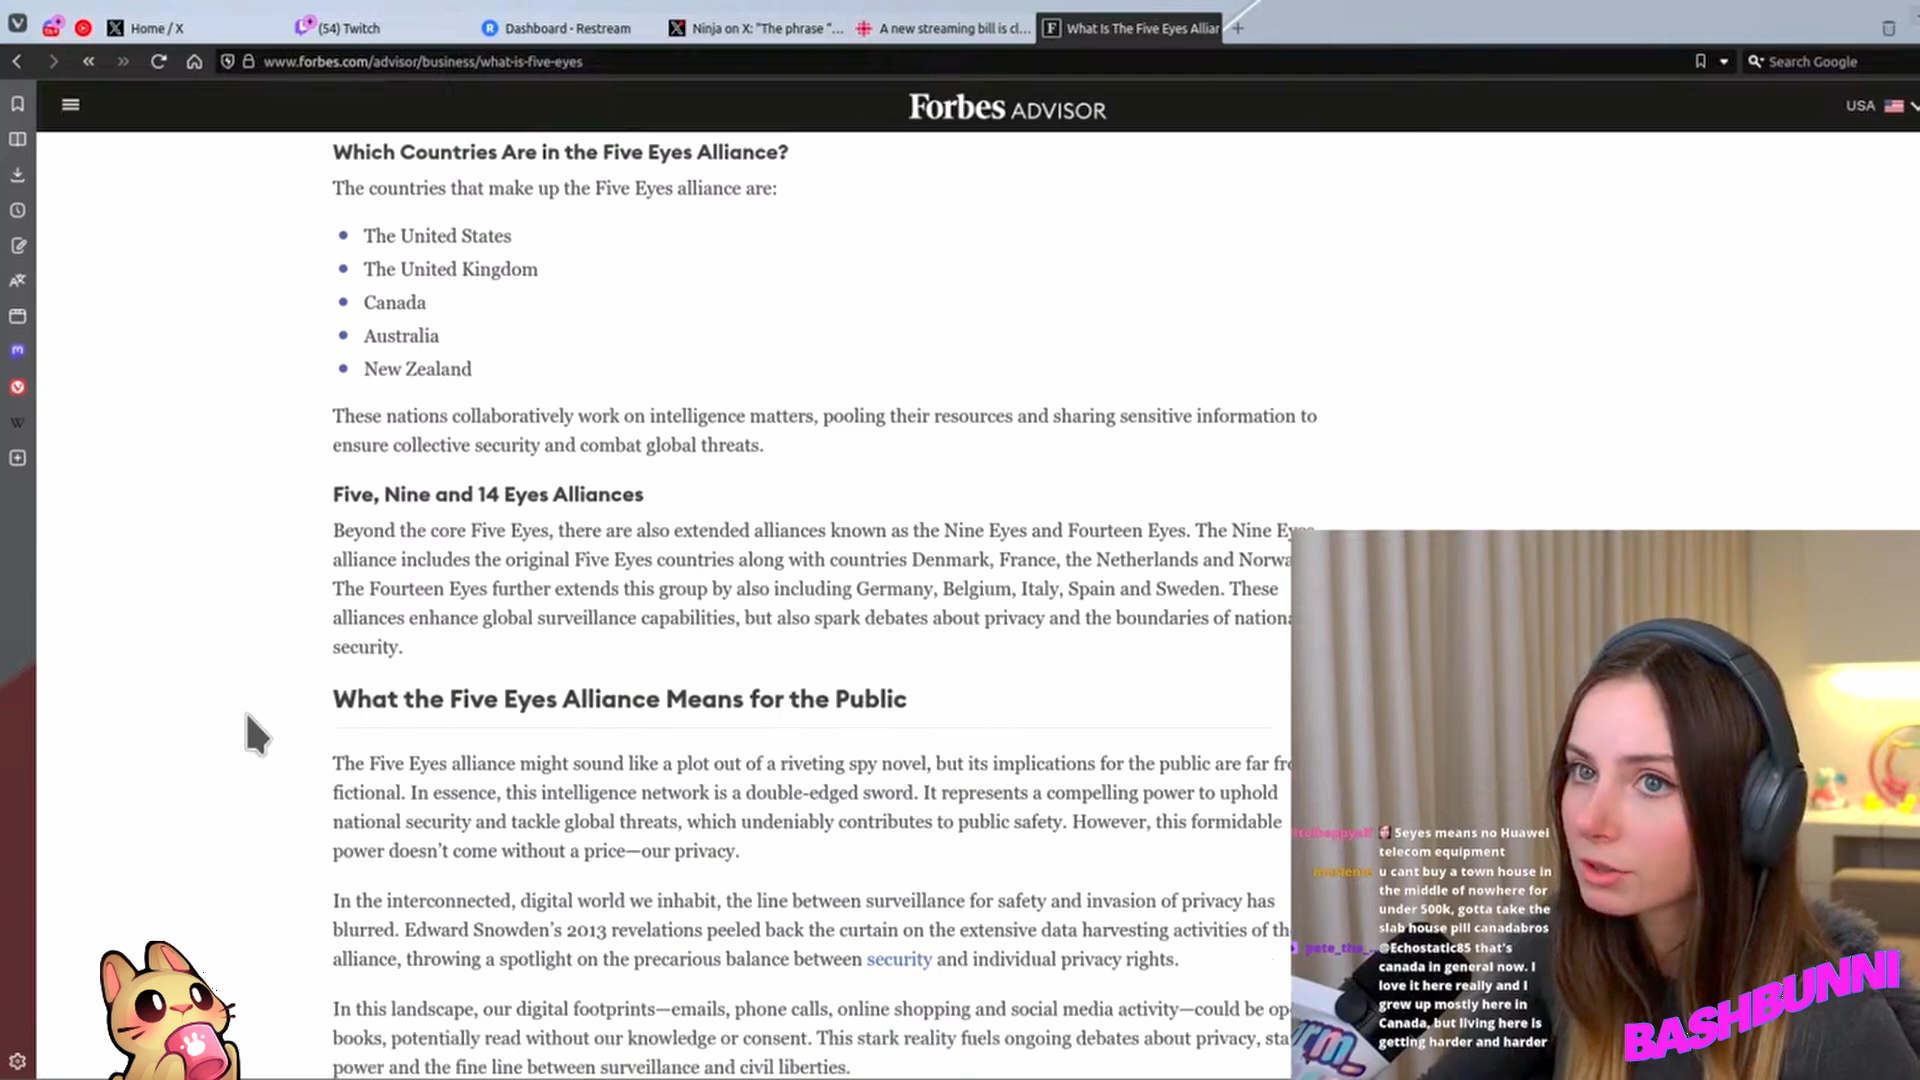 Home / X
(54) Twitch
Dashboard - Restream
Ninja on X: "The phrase "...
A new streaming bill is cl...
What Is The Five Eyes Allian
www.forbes.com/advisor/business/what-is-five-eyes
Search Google
Forbes ADVISOR
USA
Which Countries Are in the Five Eyes Alliance?
The countries that make up the Five Eyes alliance are:
The United States
The United Kingdom
Canada
Australia
New Zealand
These nations collaboratively work on intelligence matters, pooling their resources and sharing sensitive information to
ensure collective security and combat global threats.
Five, Nine and 14 Eyes Alliances
Beyond the core Five Eyes, there are also extended alliances known as the Nine Eyes and Fourteen Eyes. The Nine Eyes
alliance includes the original Five Eyes countries along with countries Denmark, France, the Netherlands and Norwa
The Fourteen Eyes further extends this group by also including Germany, Belgium, Italy, Spain and Sweden. These
alliances enhance global surveillance capabilities, but also spark debates about privacy and the boundaries of nationa
security.
What the Five Eyes Alliance Means for the Public
The Five Eyes alliance might sound like a plot out of a riveting spy novel, but its implications for the public are far fr
fictional. In essence, this intelligence network is a double-edged sword. It represents a compelling power to uphold
national security and tackle global threats, which undeniably contributes to public safety. However, this formidable
power doesn't come without a price—our privacy.
In the interconnected, digital world we inhabit, the line between surveillance for safety and invasion of privacy has
blurred. Edward Snowden's 2013 revelations peeled back the curtain on the extensive data harvesting activities of th
alliance, throwing a spotlight on the precarious balance between security and individual privacy rights.
In this landscape, our digital footprints—emails, phone calls, online shopping and social media activity—could be op
books, potentially read without our knowledge or consent. This stark reality fuels ongoing debates about privacy, sta
power and the fine line between surveillance and civil liberties.
5eyes means no Huawei
telecom equipment
u cant buy a town house in
the middle of nowhere for
under 500k, gotta take the
slab house pill canadabros
pete_the_... @Echostatic85 that's
canada in general now. I
love it here really and I
grew up mostly here in
Canada, but living here is
getting harder and harder
BASHBUNNI